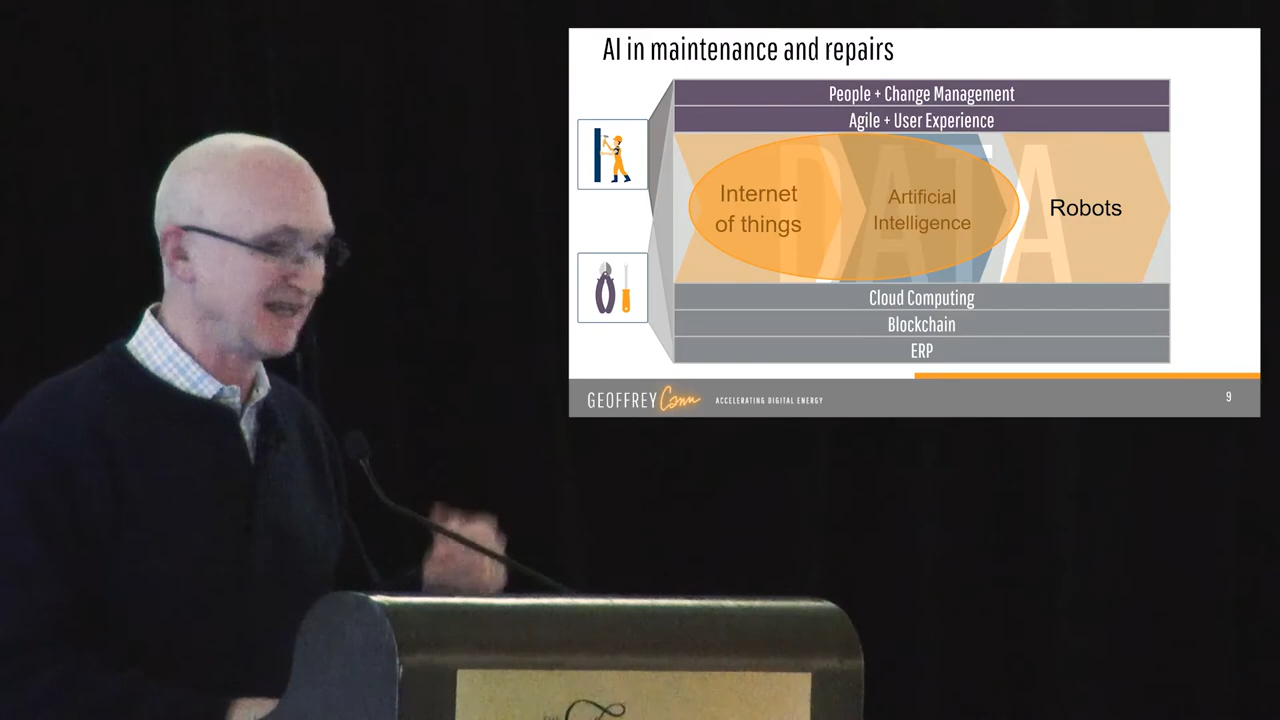 AI in maintenance and repairs
People + Change Management
Agile + User Experience
DATA
Internet
of things
Artificial
Intelligence
Robots
Cloud Computing
Blockchain
ERP
GEOFFREY Cann ACCELERATING DIGITAL ENERGY
9